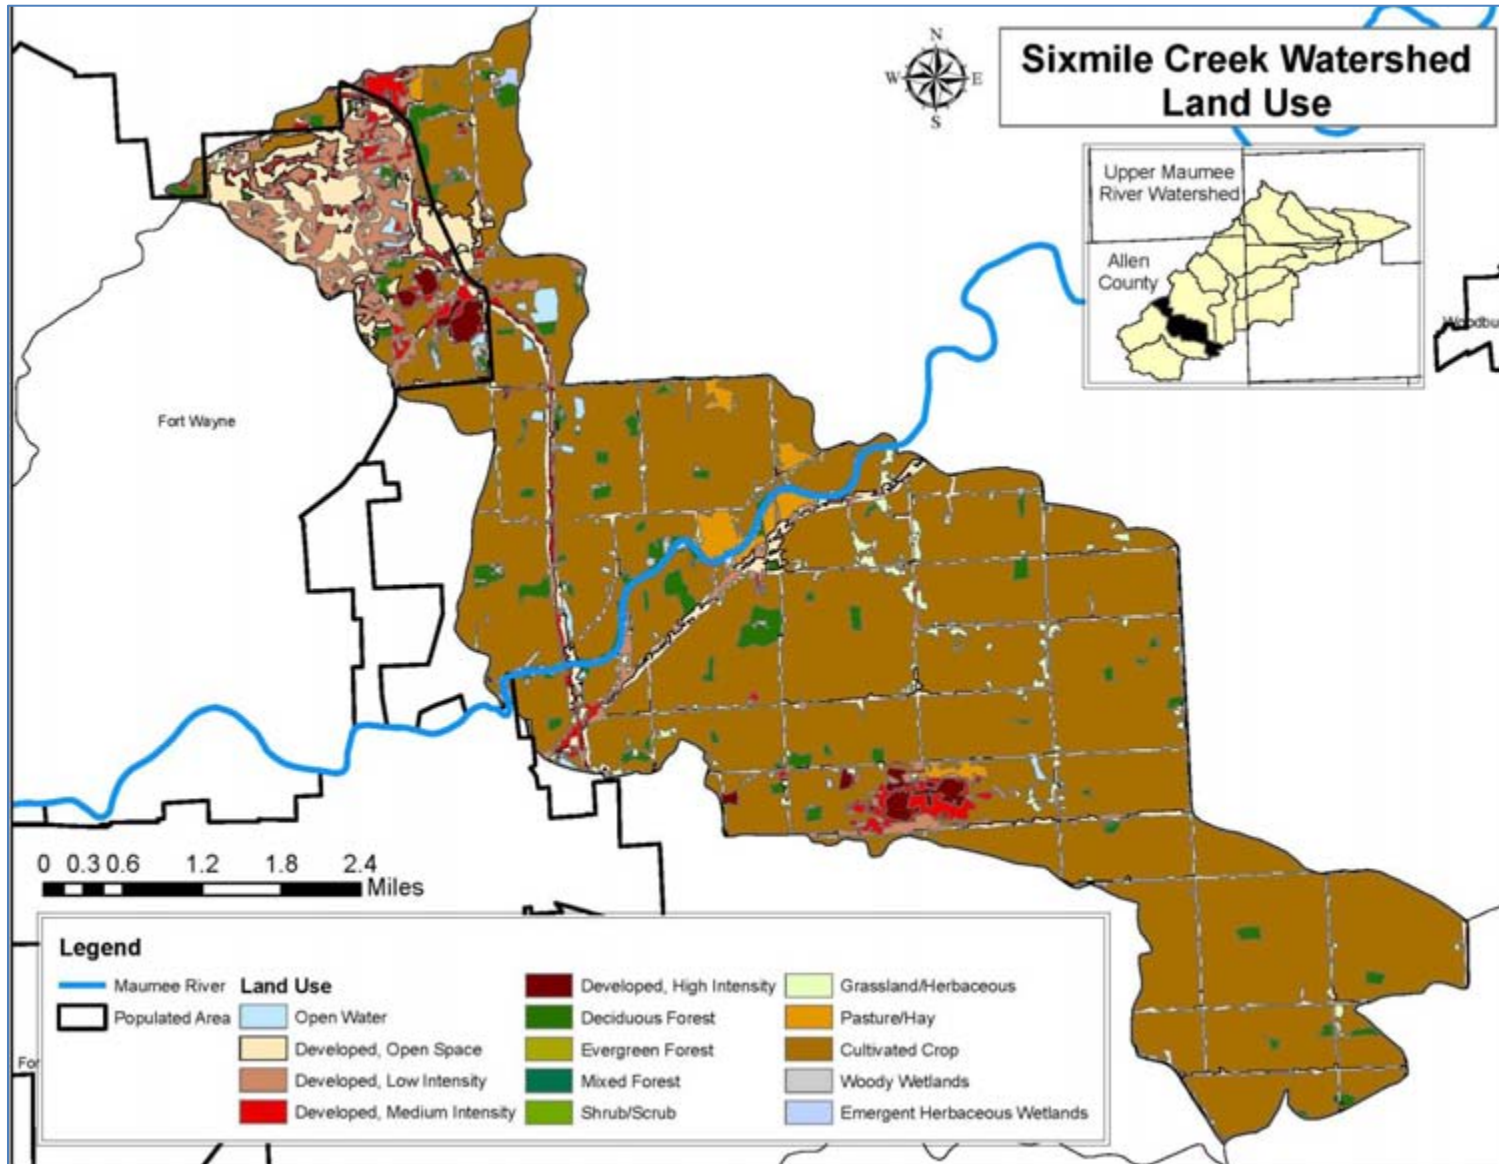 Sixmile Creek Watershed
Land Use
N
W
E
S
Upper Maumee
River Watershed
Allen
County
Woodbu
Fort Wayne
0 0.3 0.6 1.2 1.8 2.4
Miles
Legend
Maumee River
Populated Area
Land Use
Open Water
Developed, Open Space
Developed, Low Intensity
Developed, Medium Intensity
Developed, High Intensity
Deciduous Forest
Evergreen Forest
Mixed Forest
Shrub/Scrub
Grassland/Herbaceous
Pasture/Hay
Cultivated Crop
Woody Wetlands
Emergent Herbaceous Wetlands
For